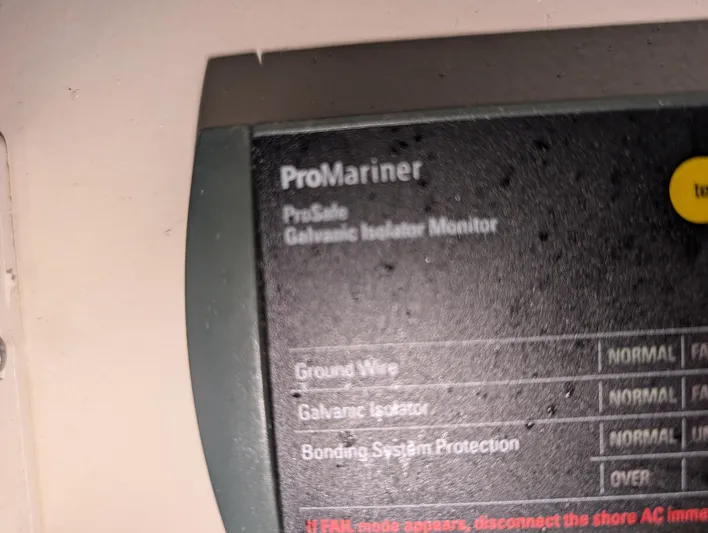 ProMariner
ProSafe
Galvanic Isolator Monitor
Ground Wire NORMAL
Galvanic Isolator NORMAL
Bonding System Protection NORMAL
OVER
If FAIL mode appears, disconnect the shore AC